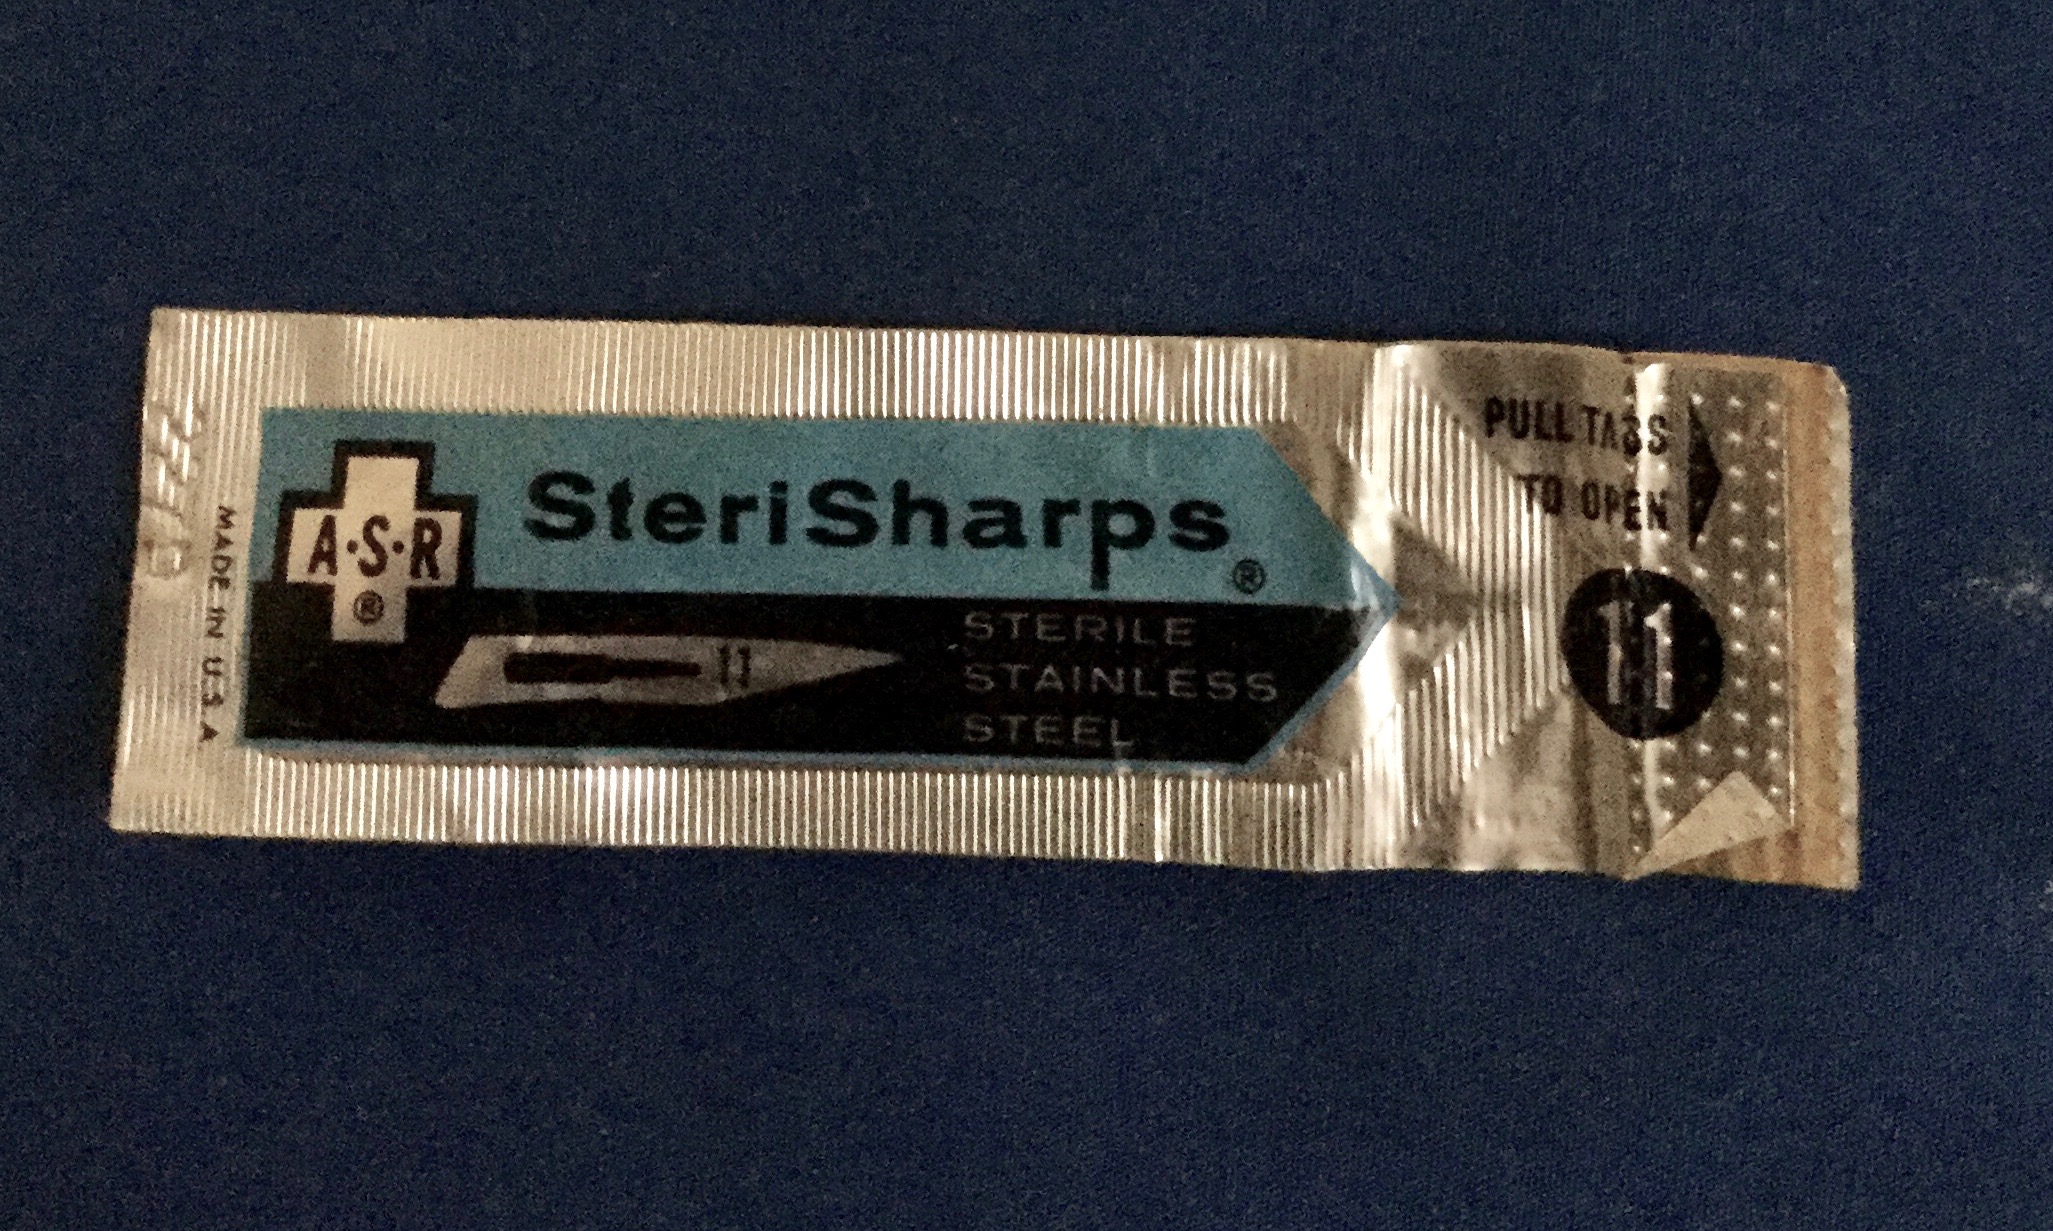 MADE IN U.S.A
A·S·R
®
SteriSharps®
11
STERILE
STAINLESS
STEEL
PULL TABS
TO OPEN
11